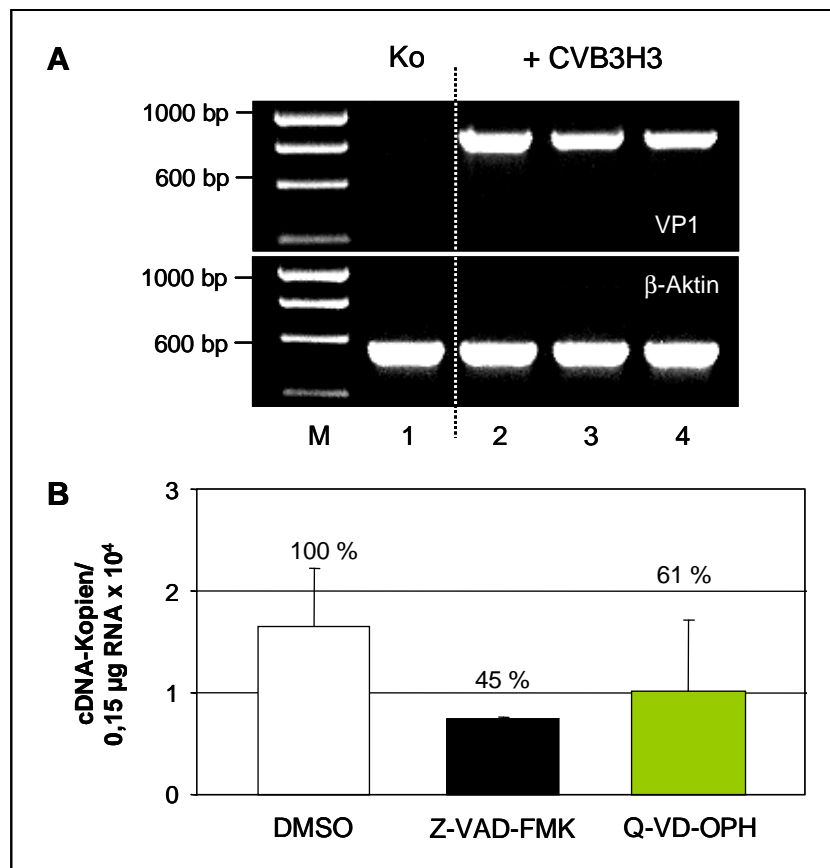 A
Ko
+ CVB3H3
1000 bp
600 bp
VP1
1000 bp
600 bp
β-Aktin
M 1 2 3 4
B
cDNA-Kopien/
0,15 µg RNA x 10⁴
3
2
1
0
100 %
45 %
61 %
DMSO Z-VAD-FMK Q-VD-OPH